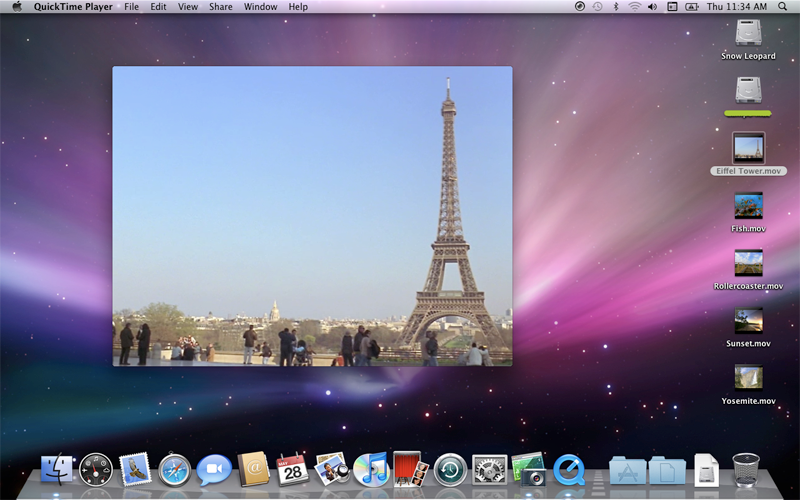 QuickTime Player File Edit View Share Window Help Thu 11:34 AM
Snow Leopard
Eiffel Tower.mov
Fish.mov
Rollercoaster.mov
Sunset.mov
Yosemite.mov
MAY
28